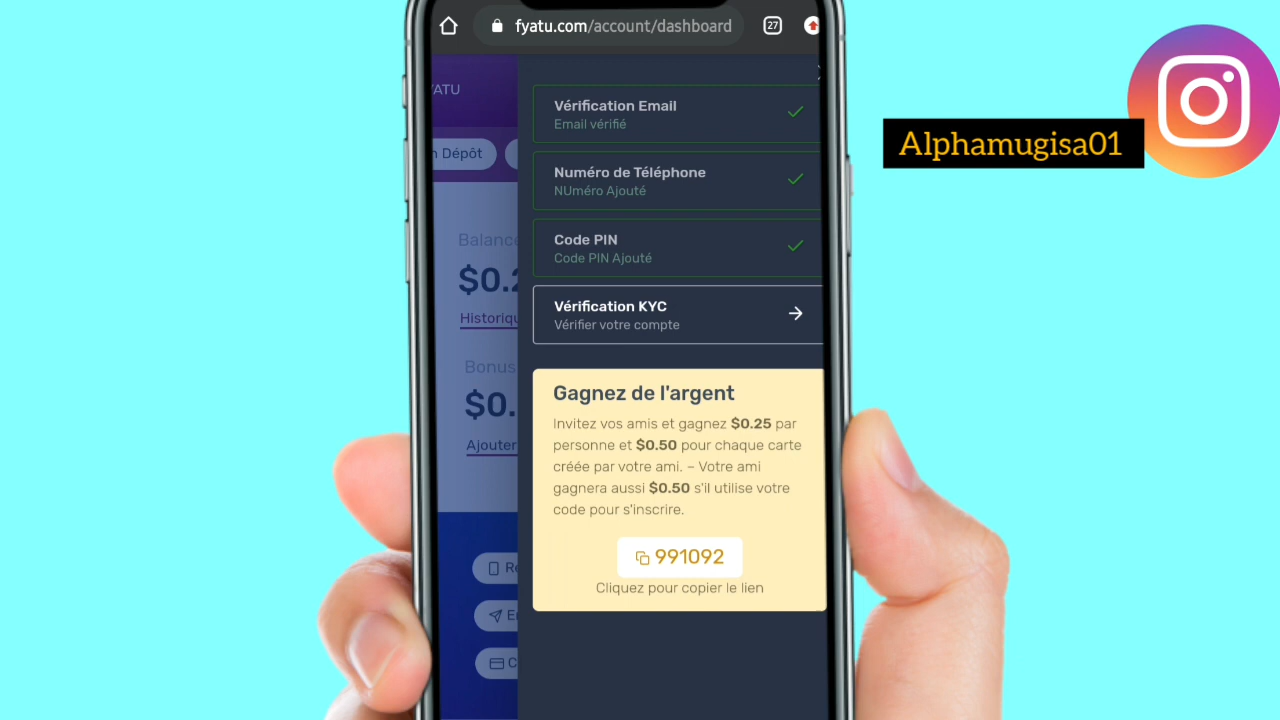 fyatu.com/account/dashboard
27
Vérification Email
Email vérifié
Numéro de Téléphone
NUméro Ajouté
Code PIN
Code PIN Ajouté
Vérification KYC
Vérifier votre compte
Gagnez de l'argent
Invitez vos amis et gagnez $0.25 par
personne et $0.50 pour chaque carte
créée par votre ami. – Votre ami
gagnera aussi $0.50 s'il utilise votre
code pour s'inscrire.
991092
Cliquez pour copier le lien
ATU
Dépôt
Balance
$0.2
Historiqu
Bonus
$0.
Ajouter
Alphamugisa01